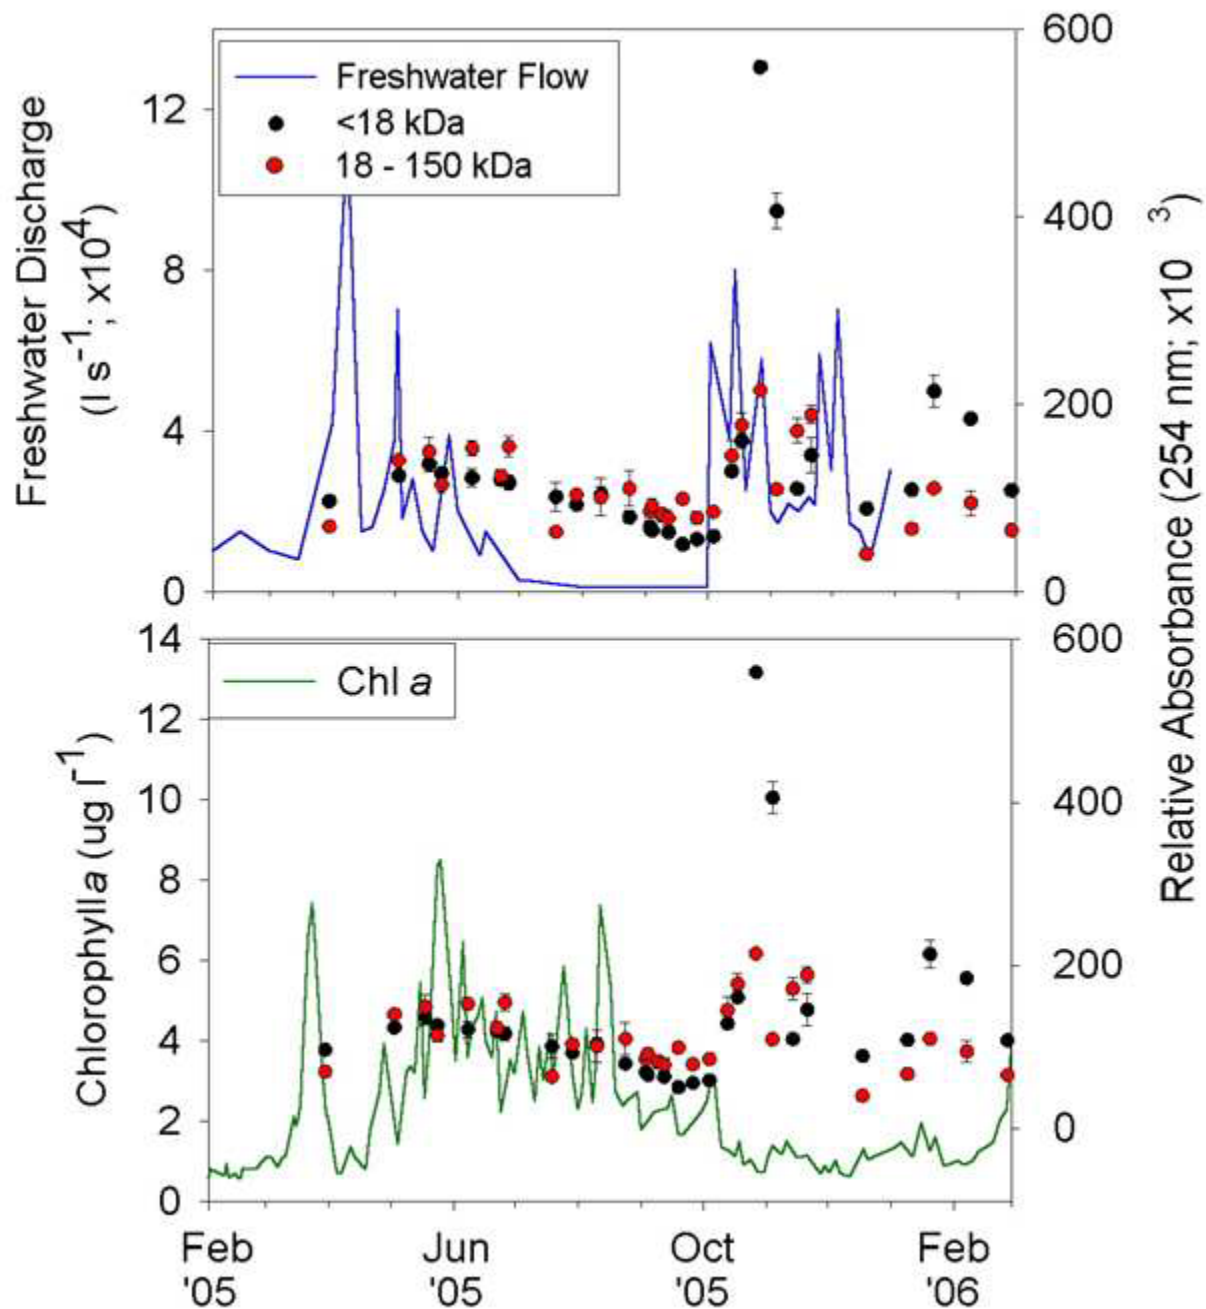 Freshwater Flow
<18 kDa
18 - 150 kDa
Freshwater Discharge
(l s-1; x104)
12
8
4
0
600
400
200
0
Relative Absorbance (254 nm; x10 3)
Chl a
Chlorophyll a (ug l-1)
14
12
10
8
6
4
2
0
600
400
200
0
Feb Jun Oct Feb
'05 '05 '05 '06